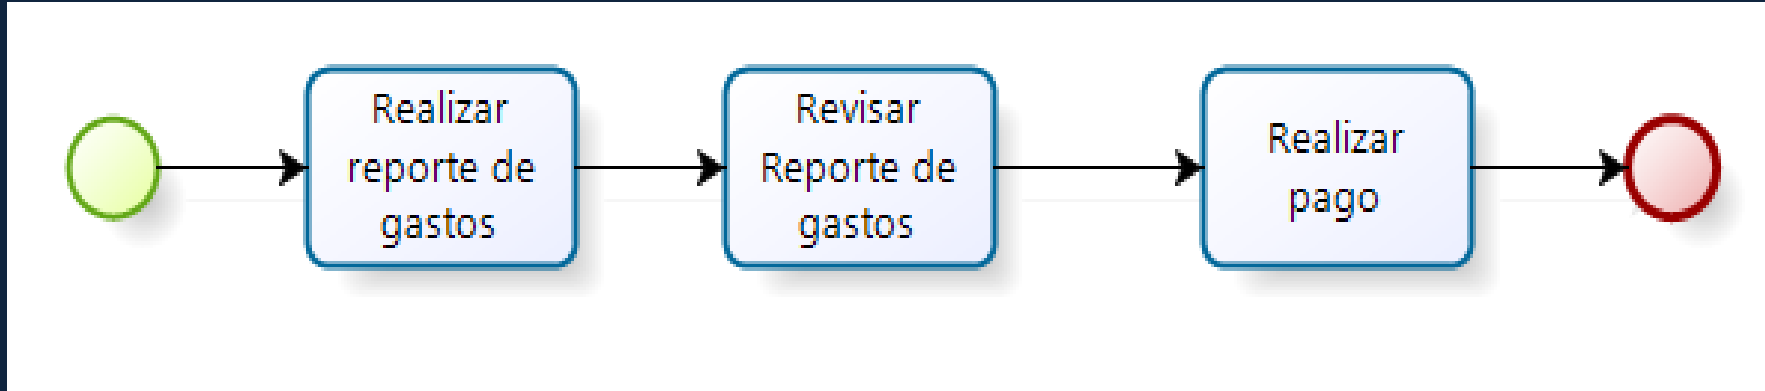 Realizar
reporte de
gastos
Revisar
Reporte de
gastos
Realizar
pago